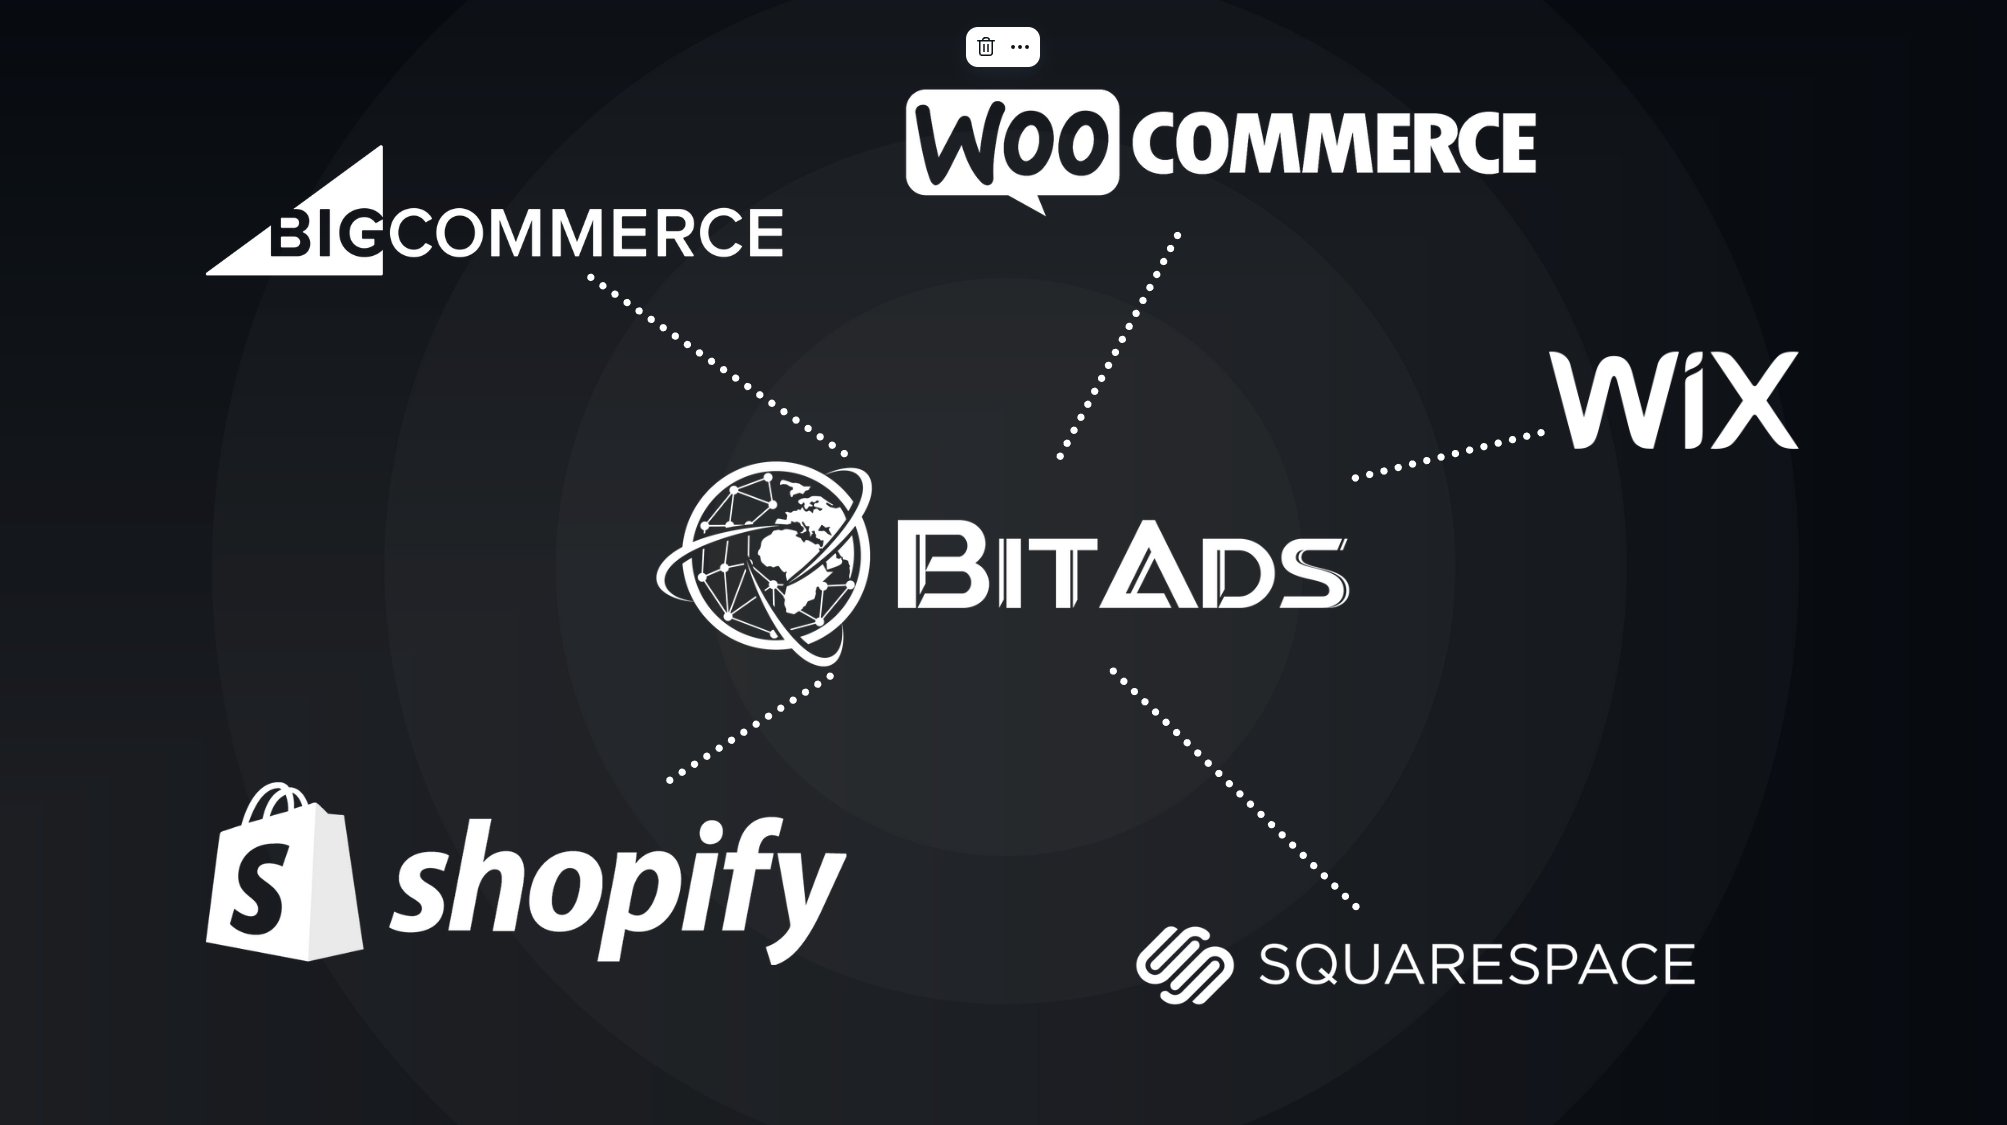 WOO COMMERCE
BIGCOMMERCE
WiX
BITADS
S shopify
SQUARESPACE